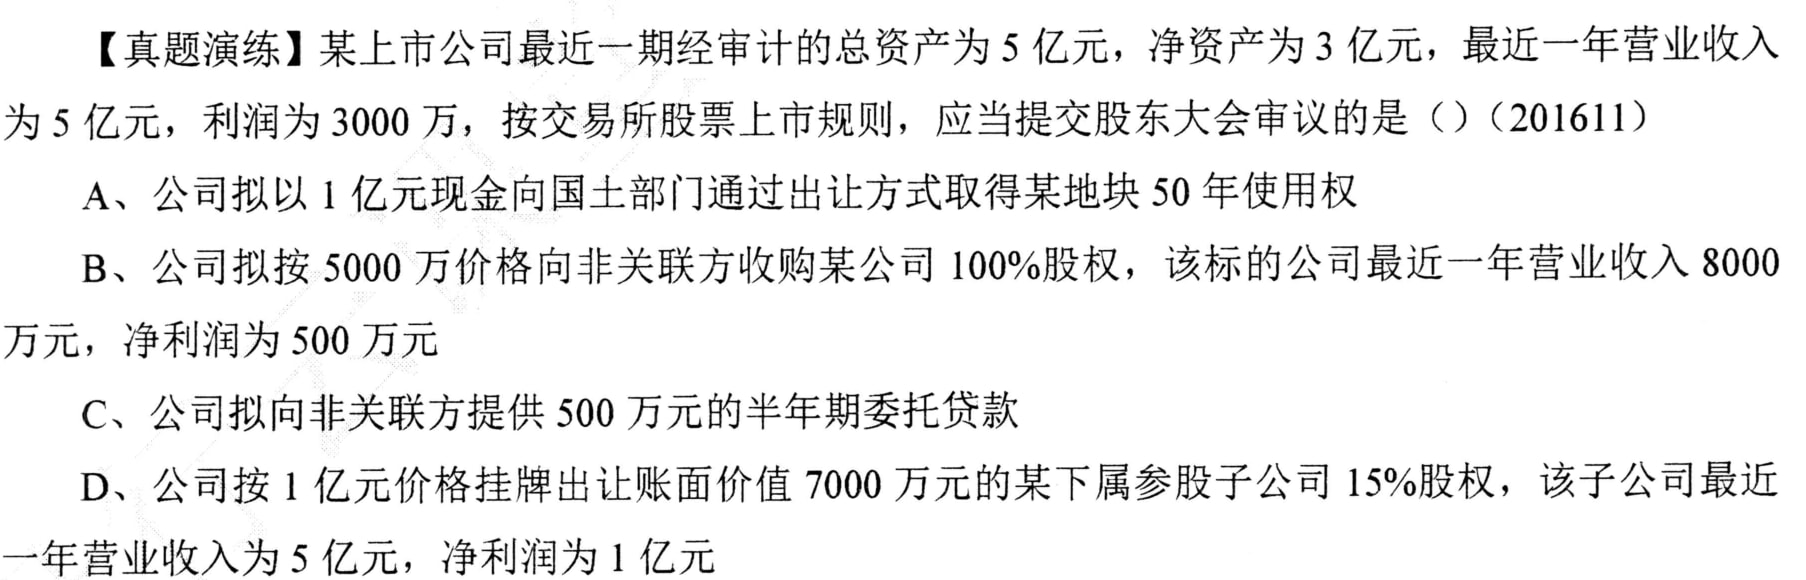 【真题演练】某上市公司最近一期经审计的总资产为 5 亿元，净资产为 3 亿元，最近一年营业收入
为 5 亿元，利润为 3000 万，按交易所股票上市规则，应当提交股东大会审议的是（）（201611）
A、公司拟以 1 亿元现金向国土部门通过出让方式取得某地块 50 年使用权
B、公司拟按 5000 万价格向非关联方收购某公司 100%股权，该标的公司最近一年营业收入 8000
万元，净利润为 500 万元
C、公司拟向非关联方提供 500 万元的半年期委托贷款
D、公司按 1 亿元价格挂牌出让账面价值 7000 万元的某下属参股子公司 15%股权，该子公司最近
一年营业收入为 5 亿元，净利润为 1 亿元